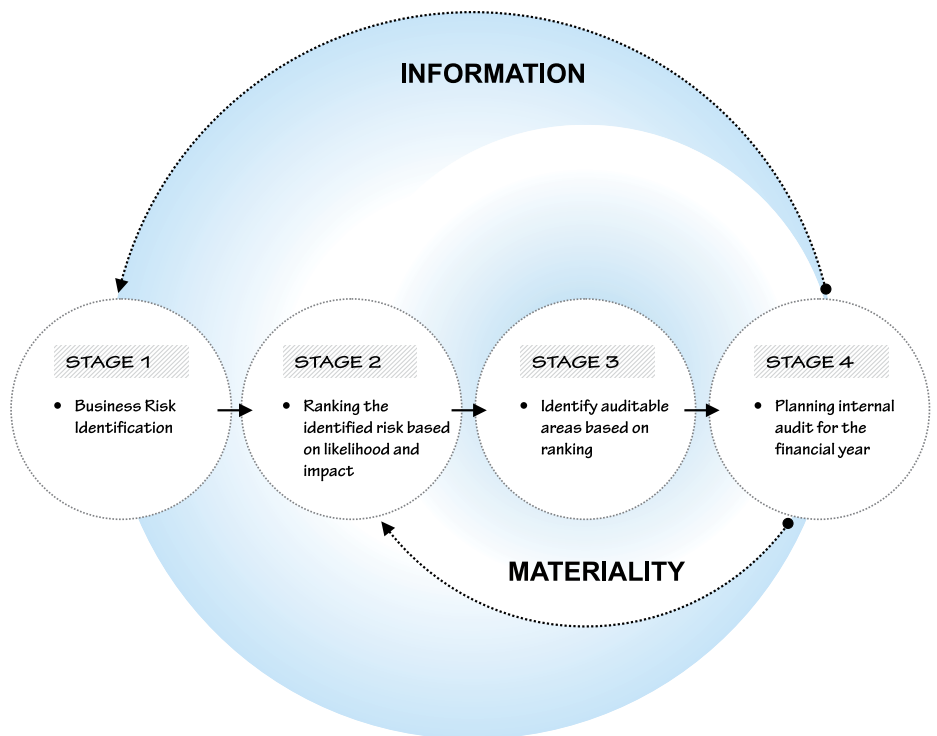 INFORMATION
STAGE 1
• Business Risk
Identification
STAGE 2
• Ranking the
identified risk based
on likelihood and
impact
STAGE 3
• Identify auditable
areas based on
ranking
STAGE 4
• Planning internal
audit for the
financial year
MATERIALITY